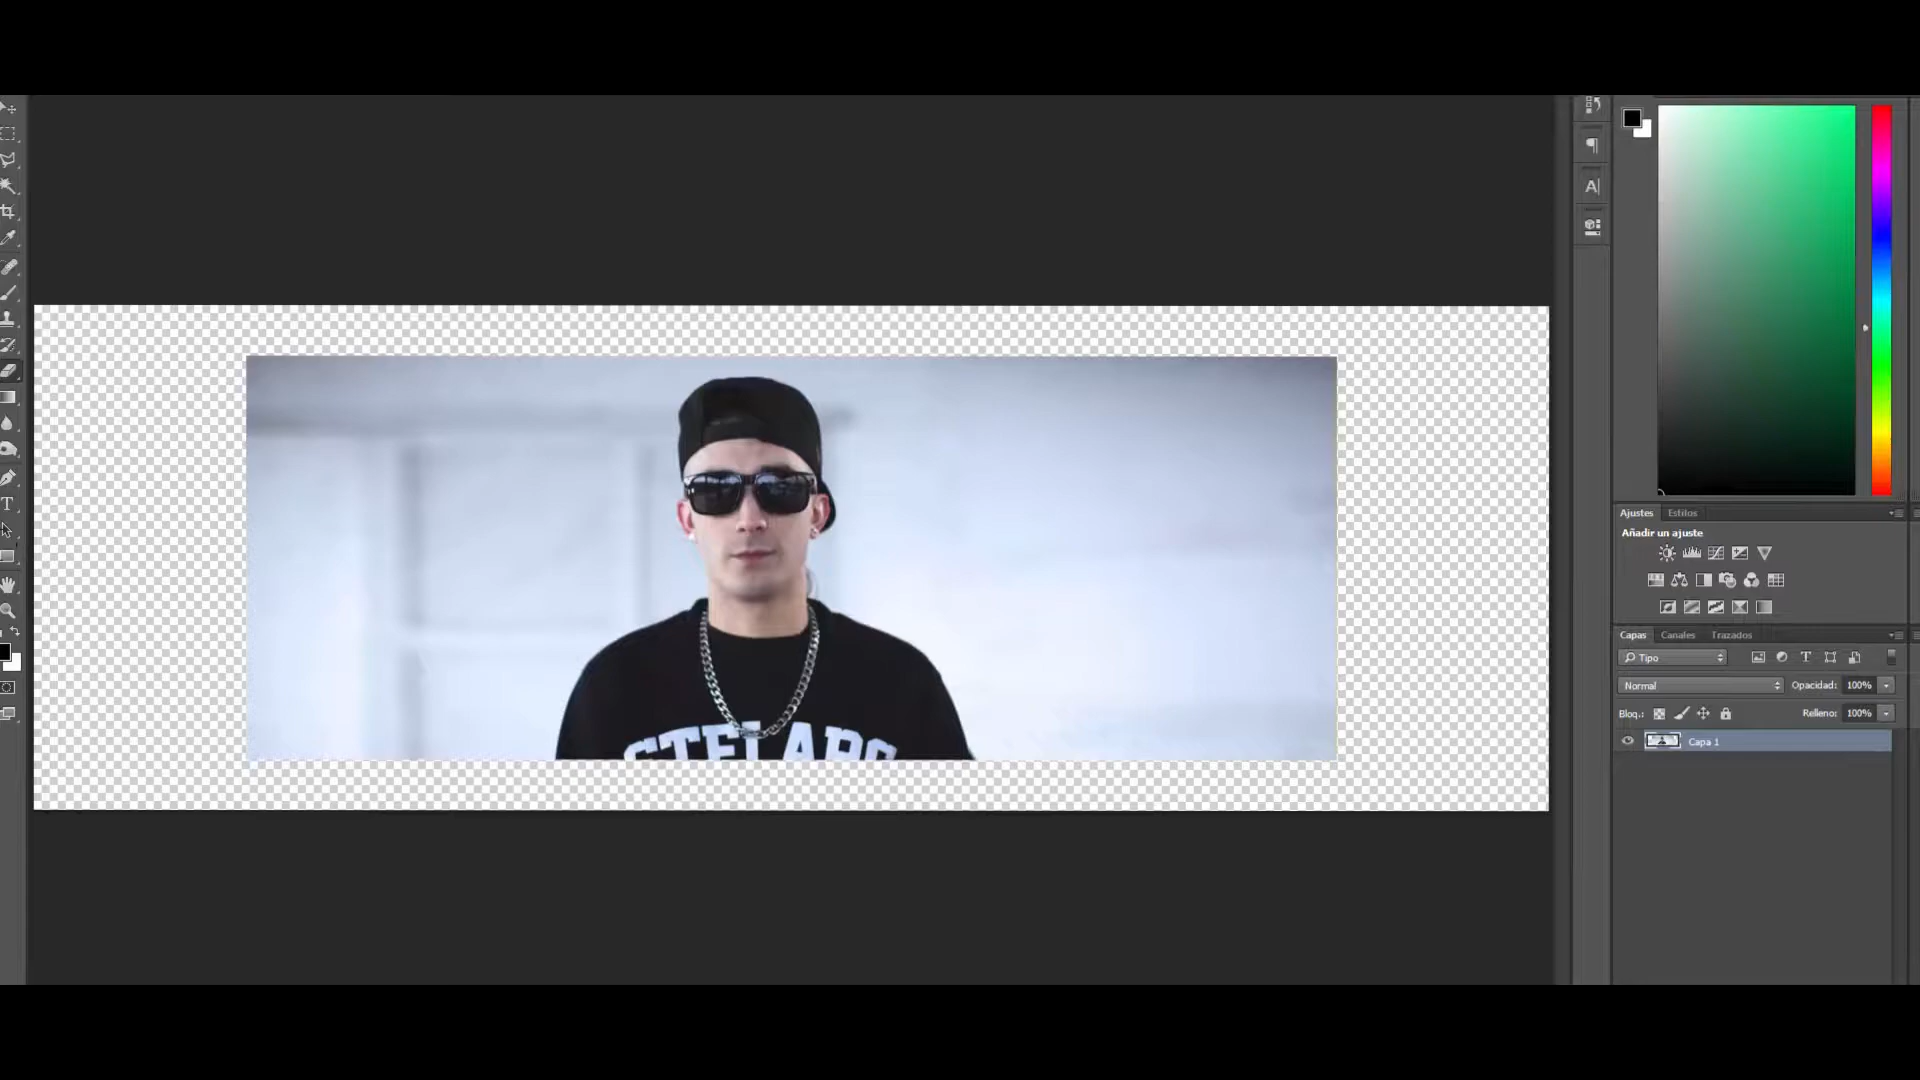 Ajustes Estilos
Añadir un ajuste
Capas Canales Trazados
Tipo
Normal Opacidad: 100%
Bloq.: Relleno: 100%
Capa 1